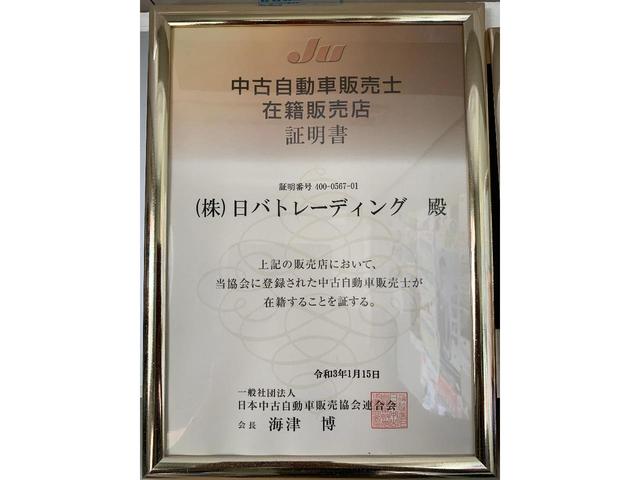 JU
中古自動車販売士
在籍販売店
証明書
証明番号 400-0567-01
(株)日バトレーディング 殿
上記の販売店において、
当協会に登録された中古自動車販売士が
在籍することを証する。
令和3年1月15日
一般社団法人
日本中古自動車販売協会連合会
会長 海津 博